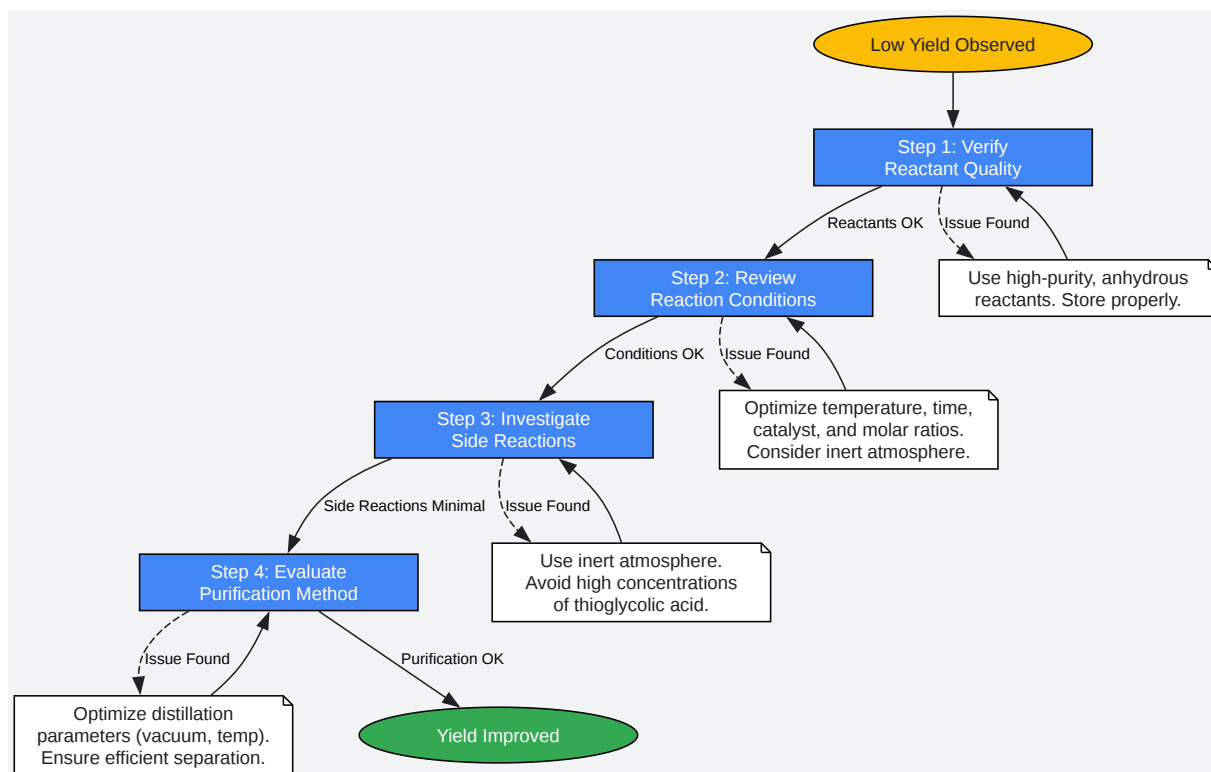 Low Yield Observed
Step 1: Verify
Reactant Quality
Reactants OK
Issue Found
Use high-purity, anhydrous
reactants. Store properly.
Step 2: Review
Reaction Conditions
Conditions OK
Issue Found
Optimize temperature, time,
catalyst, and molar ratios.
Consider inert atmosphere.
Step 3: Investigate
Side Reactions
Side Reactions Minimal
Issue Found
Use inert atmosphere.
Avoid high concentrations
of thioglycolic acid.
Step 4: Evaluate
Purification Method
Issue Found
Purification OK
Optimize distillation
parameters (vacuum, temp).
Ensure efficient separation.
Yield Improved